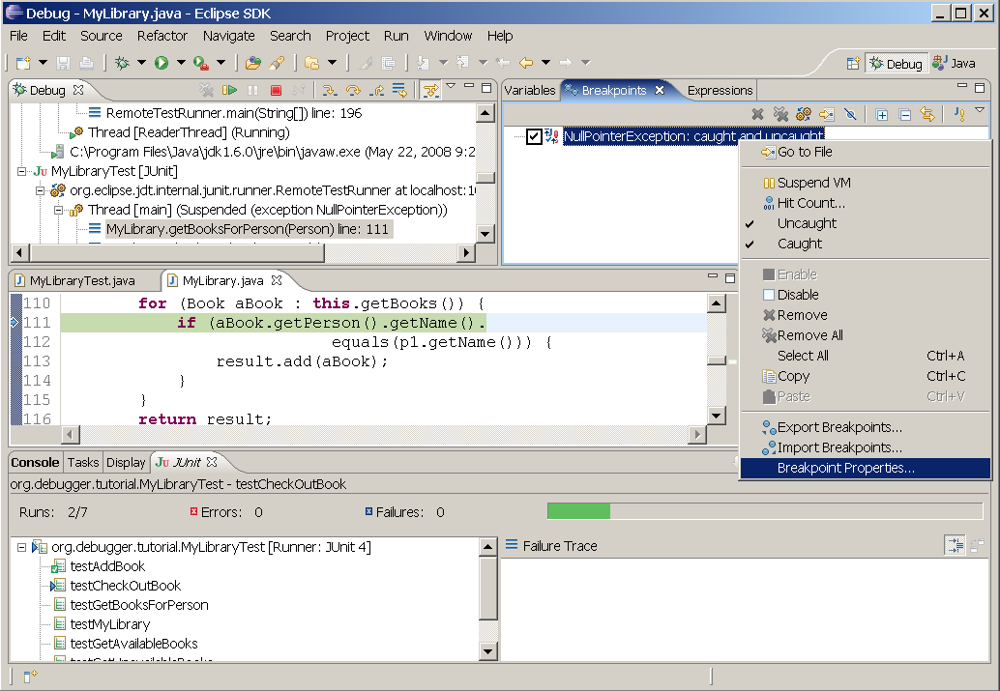 Debug - MyLibrary.java - Eclipse SDK
File Edit Source Refactor Navigate Search Project Run Window Help
Debug Java
Debug
RemoteTestRunner.main(String[]) line: 196
Thread [ReaderThread] (Running)
C:\Program Files\Java\jdk1.6.0\jre\bin\javaw.exe (May 22, 2008 9:2
MyLibraryTest [JUnit]
org.eclipse.jdt.internal.junit.runner.RemoteTestRunner at localhost:1
Thread [main] (Suspended (exception NullPointerException))
MyLibrary.getBooksForPerson(Person) line: 111
Variables Breakpoints Expressions
NullPointerException: caught and uncaught
Go to File
Suspend VM
Hit Count...
Uncaught
Caught
Enable
Disable
Remove
Remove All
Select All Ctrl+A
Copy Ctrl+C
Paste Ctrl+V
Export Breakpoints...
Import Breakpoints...
Breakpoint Properties...
MyLibraryTest.java MyLibrary.java
110 for (Book aBook : this.getBooks()) {
111 if (aBook.getPerson().getName().
112 equals(p1.getName())) {
113 result.add(aBook);
114 }
115 }
116 return result;
Console Tasks Display JUnit
org.debugger.tutorial.MyLibraryTest - testCheckOutBook
Runs: 2/7 Errors: 0 Failures: 0
org.debugger.tutorial.MyLibraryTest [Runner: JUnit 4]
testAddBook
testCheckOutBook
testGetBooksForPerson
testMyLibrary
testGetAvailableBooks
Failure Trace